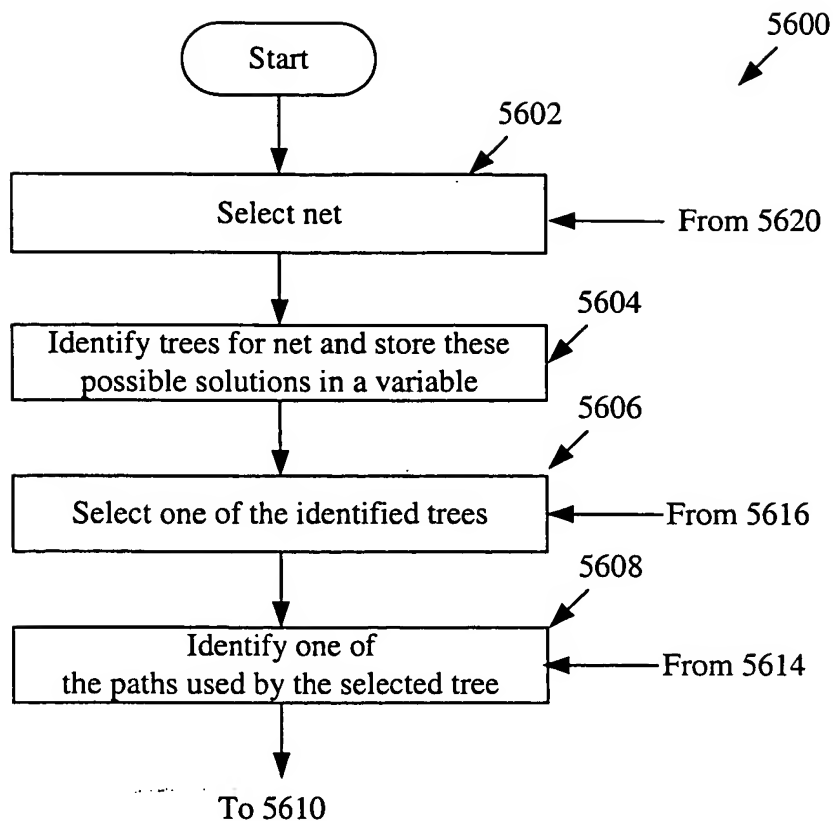 5600
Start
5602
Select net
From 5620
5604
Identify trees for net and store these
possible solutions in a variable
5606
Select one of the identified trees
From 5616
5608
Identify one of
the paths used by the selected tree
From 5614
To 5610